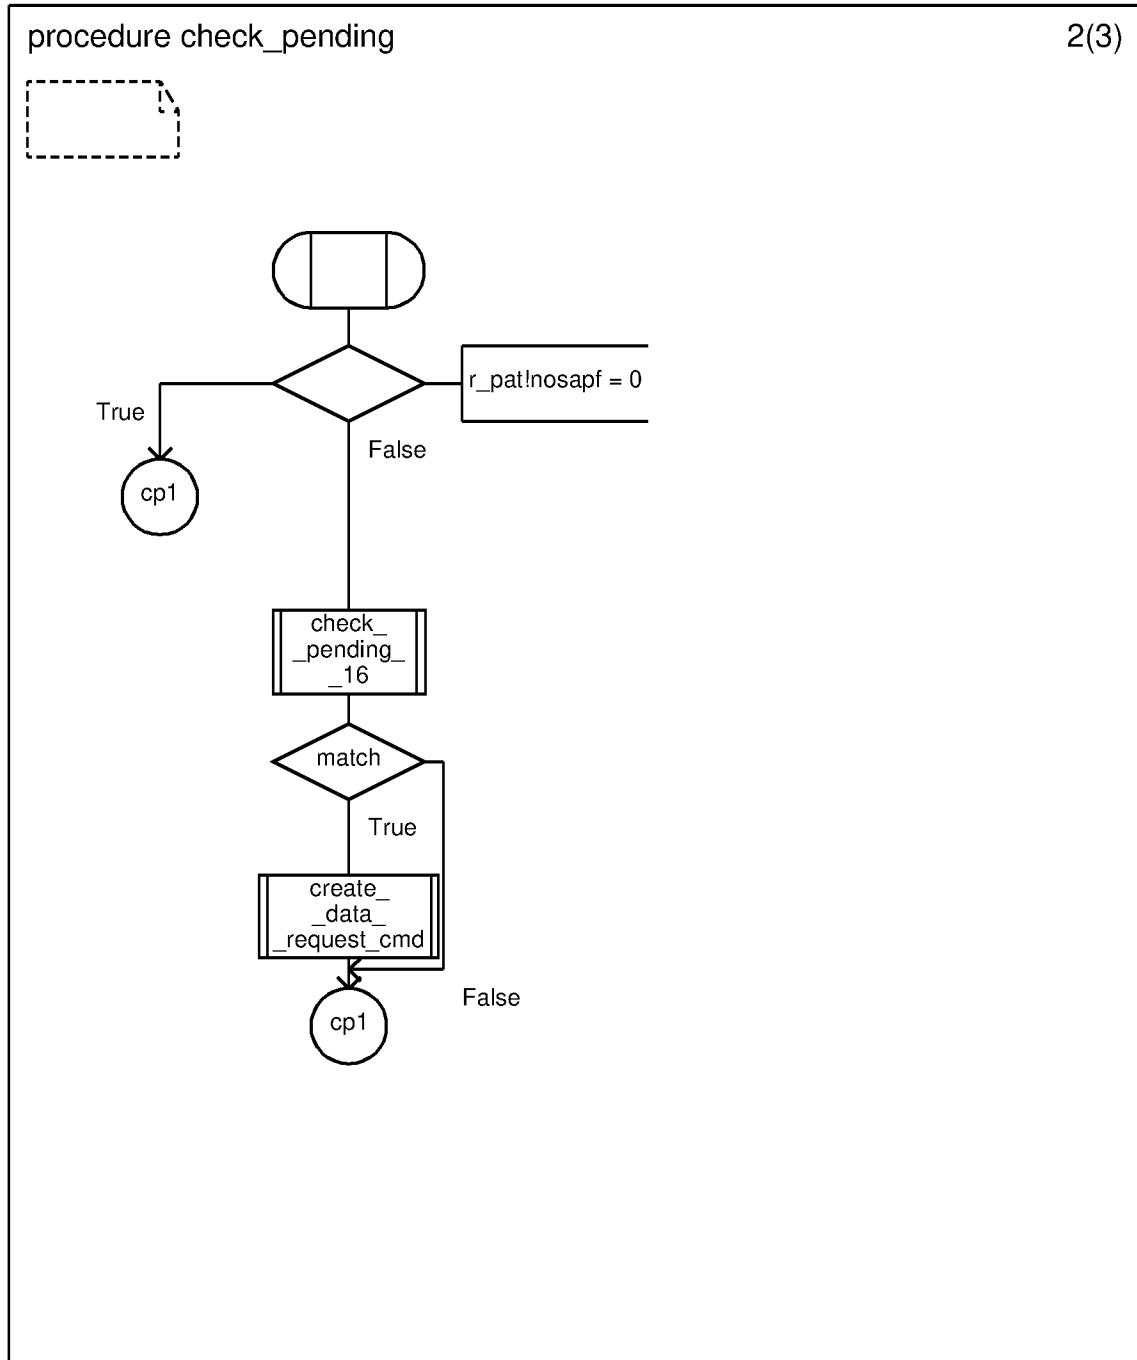 procedure check_pending
2(3)
r_pat!nosapf = 0
True
False
cp1
check_
_pending_
_16
match
True
create_
_data_
_request_cmd
False
cp1